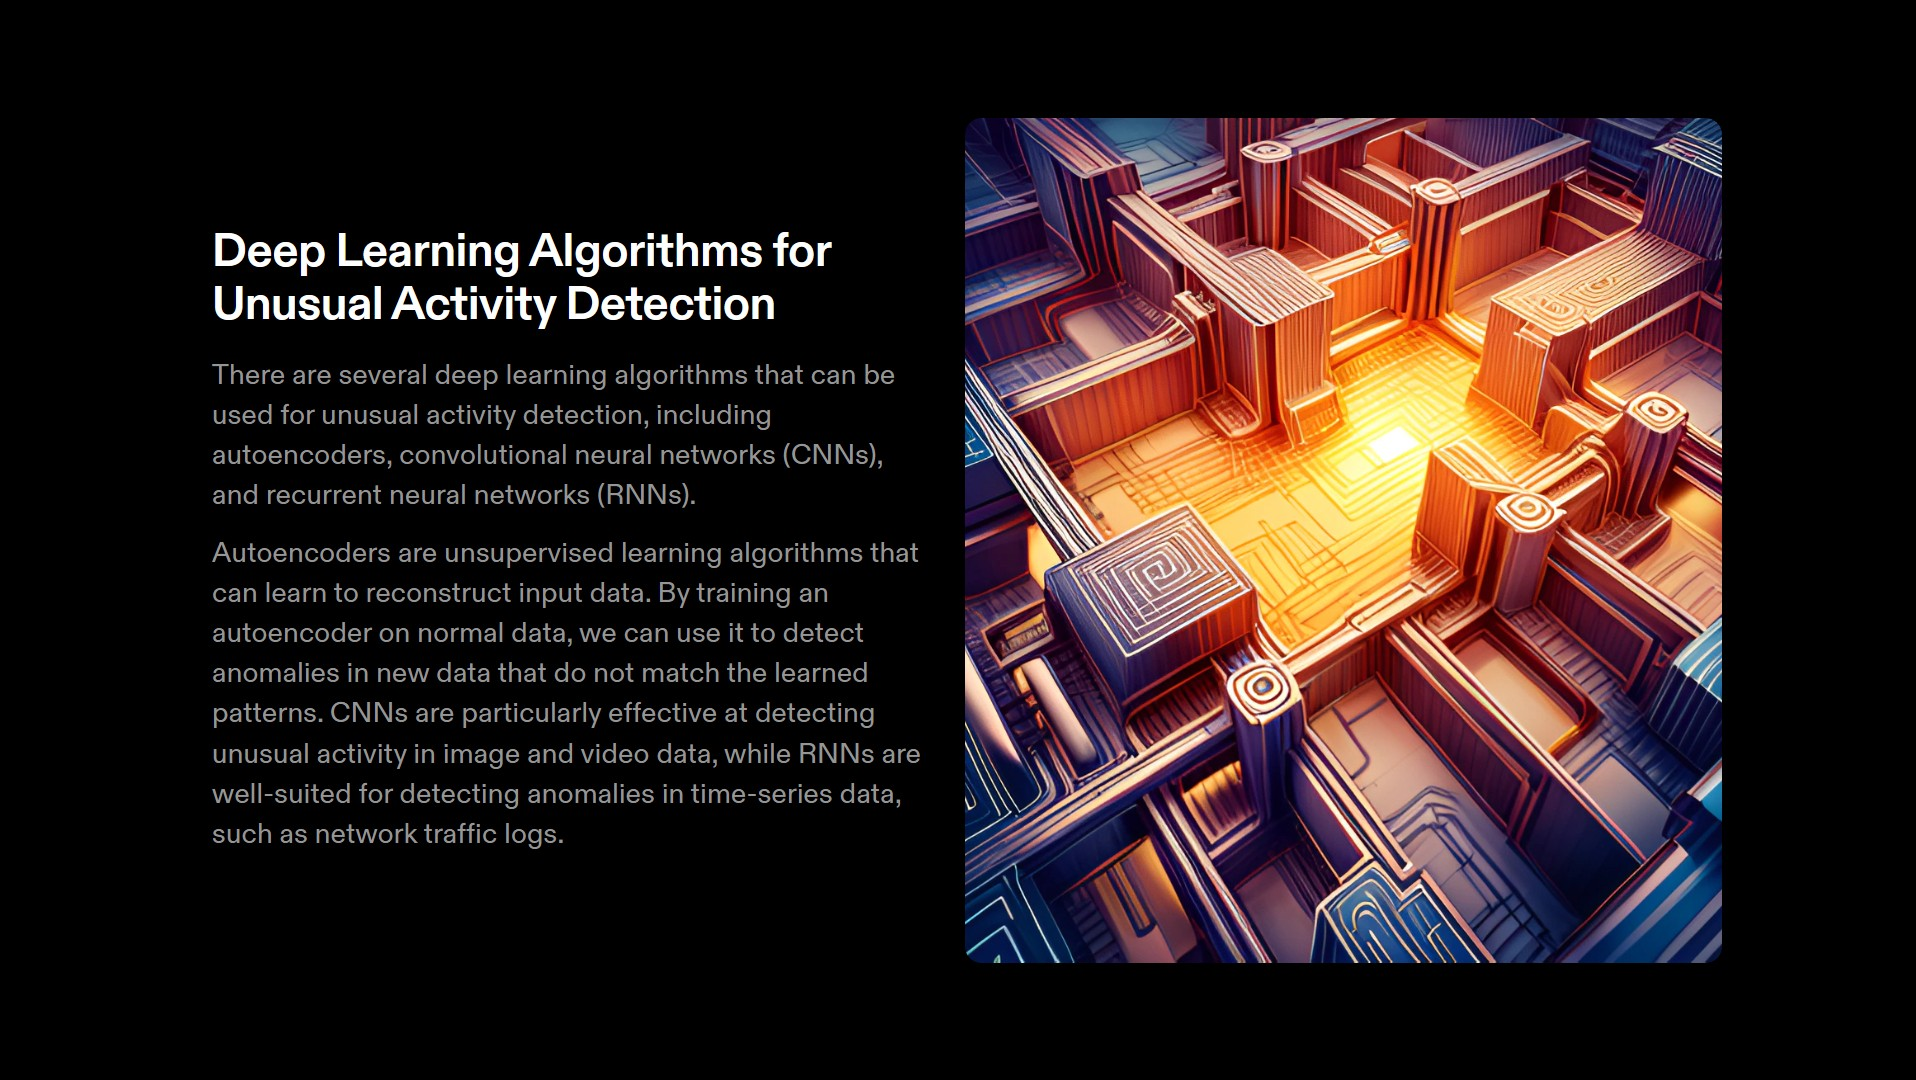 Deep Learning Algorithms for
Unusual Activity Detection
There are several deep learning algorithms that can be
used for unusual activity detection, including
autoencoders, convolutional neural networks (CNNs),
and recurrent neural networks (RNNs).
Autoencoders are unsupervised learning algorithms that
can learn to reconstruct input data. By training an
autoencoder on normal data, we can use it to detect
anomalies in new data that do not match the learned
patterns. CNNs are particularly effective at detecting
unusual activity in image and video data, while RNNs are
well-suited for detecting anomalies in time-series data,
such as network traffic logs.